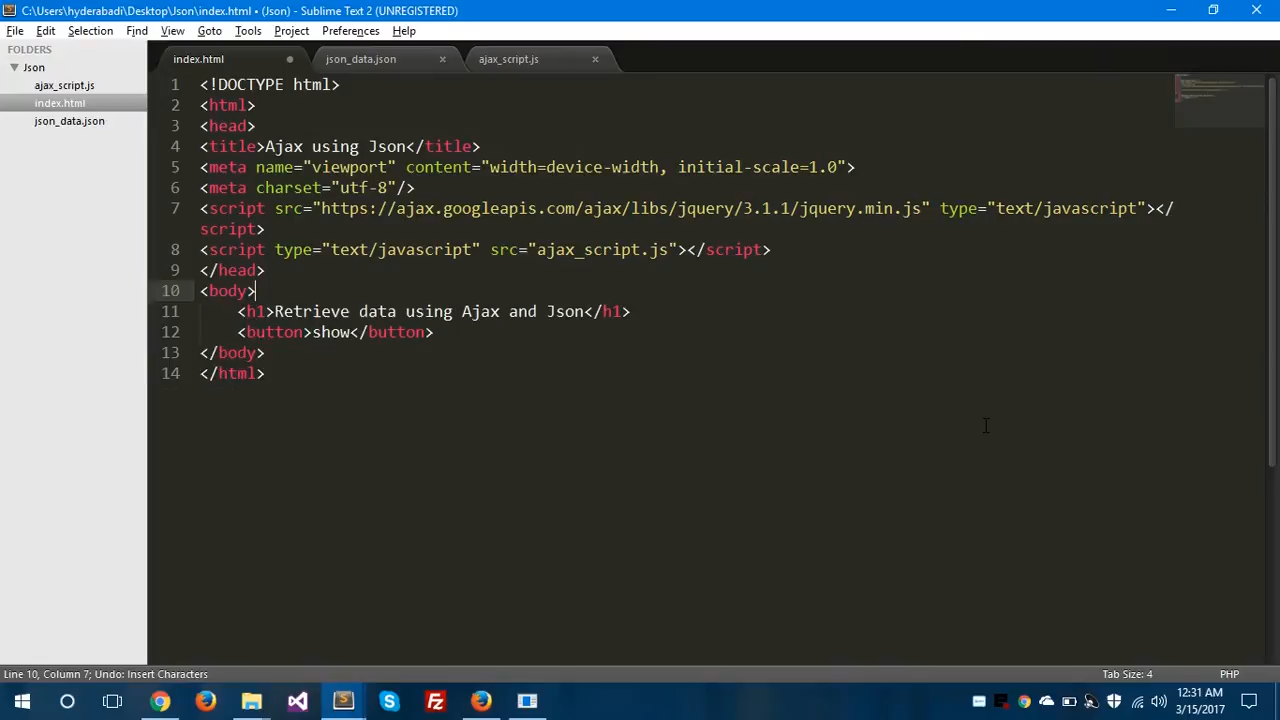 C:\Users\hyderabadi\Desktop\Json\index.html • (Json) - Sublime Text 2 (UNREGISTERED)
File Edit Selection Find View Goto Tools Project Preferences Help
FOLDERS
Json
ajax_script.js
index.html
json_data.json
index.html json_data.json ajax_script.js
1 <!DOCTYPE html>
2 <html>
3 <head>
4 <title>Ajax using Json</title>
5 <meta name="viewport" content="width=device-width, initial-scale=1.0">
6 <meta charset="utf-8"/>
7 <script src="https://ajax.googleapis.com/ajax/libs/jquery/3.1.1/jquery.min.js" type="text/javascript"></
script>
8 <script type="text/javascript" src="ajax_script.js"></script>
9 </head>
10 <body>
11 <h1>Retrieve data using Ajax and Json</h1>
12 <button>show</button>
13 </body>
14 </html>
Line 10, Column 7; Undo: Insert Characters Tab Size: 4 PHP
12:31 AM
3/15/2017